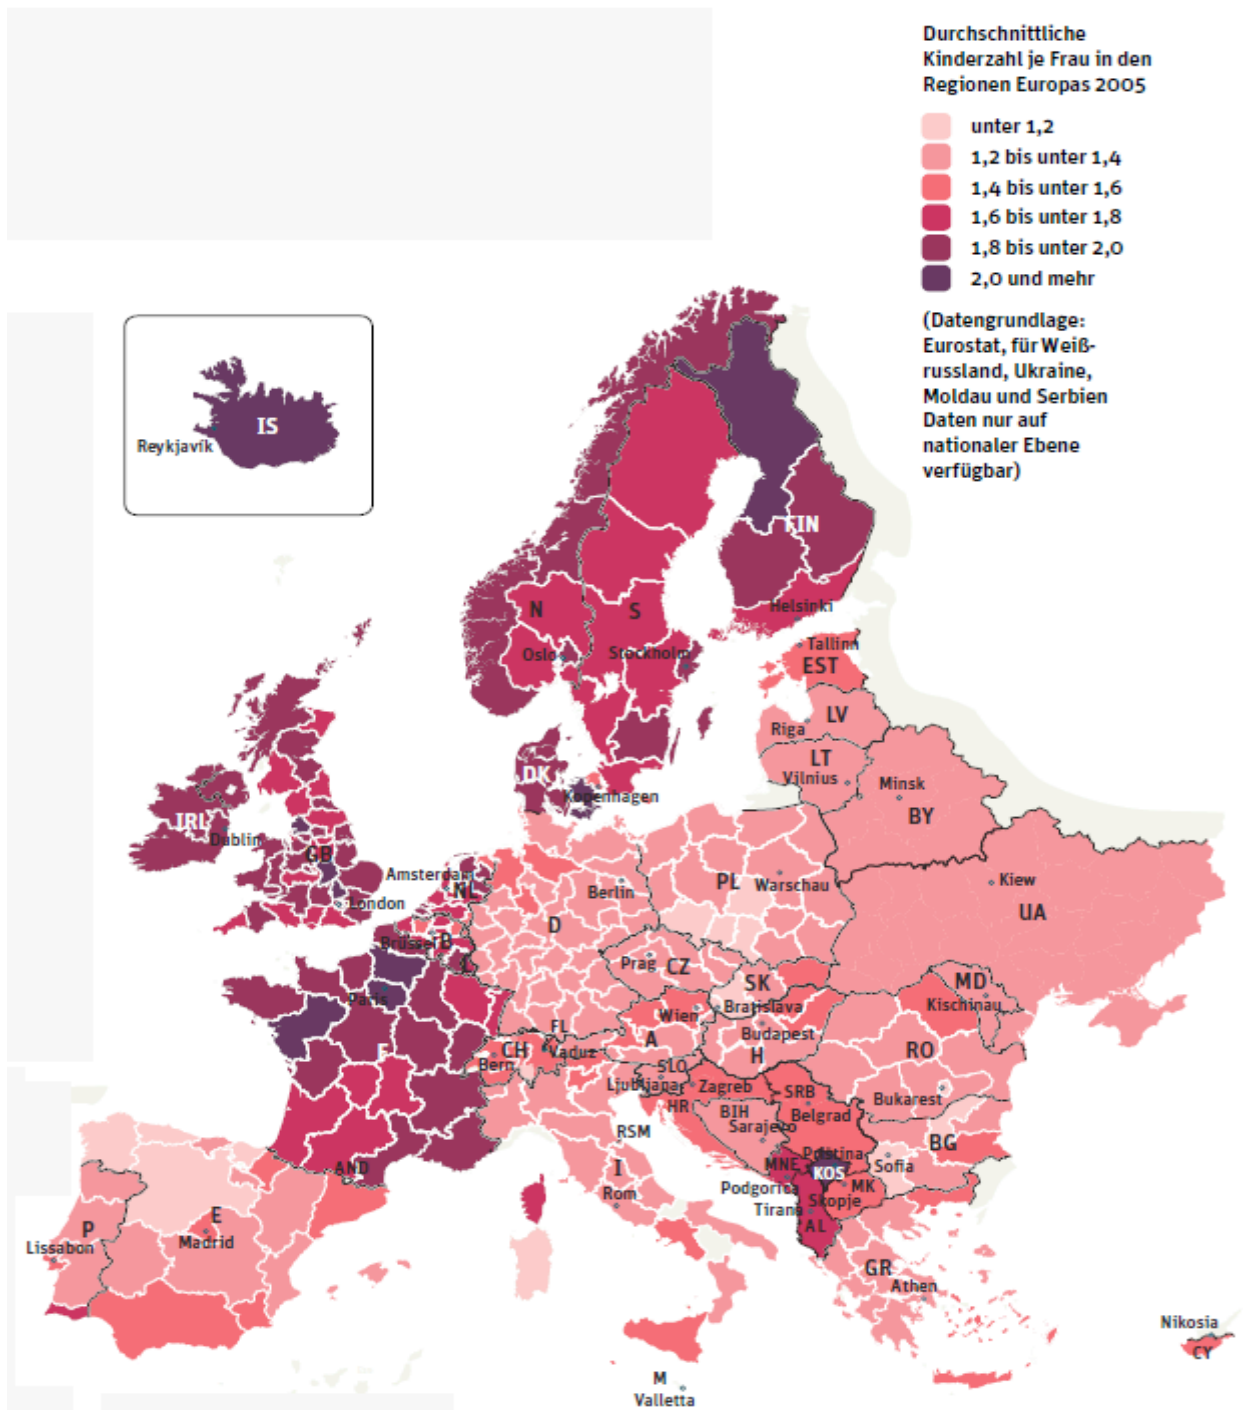 Durchschnittliche
Kinderzahl je Frau in den
Regionen Europas 2005
unter 1,2
1,2 bis unter 1,4
1,4 bis unter 1,6
1,6 bis unter 1,8
1,8 bis unter 2,0
2,0 und mehr
(Datengrundlage:
Eurostat, für Weiß-
russland, Ukraine,
Moldau und Serbien
Daten nur auf
nationaler Ebene
verfügbar)
IS
Reykjavík
FIN
Helsinki
N
S
Oslo
Stockholm
Tallinn
EST
LV
Riga
LT
Vilnius
DK
Kopenhagen
Minsk
BY
IRL
Dublin
GB
London
Amsterdam
NL
Berlin
PL
Warschau
Kiew
UA
D
Brüssel
B
L
Prag
CZ
SK
MD
Kischinau
Paris
Wien
Bratislava
Budapest
F
FL
A
H
RO
CH
Vaduz
Bern
SLO
Ljubljana
Zagreb
SRB
Bukarest
HR
BIH
Belgrad
RSM
Sarajevo
BG
AND
I
MNE
Priština
KOS
Sofia
Rom
Podgorica
MK
Skopje
Tirana
AL
P
E
Lissabon
Madrid
GR
Athen
Nikosia
CY
M
Valletta